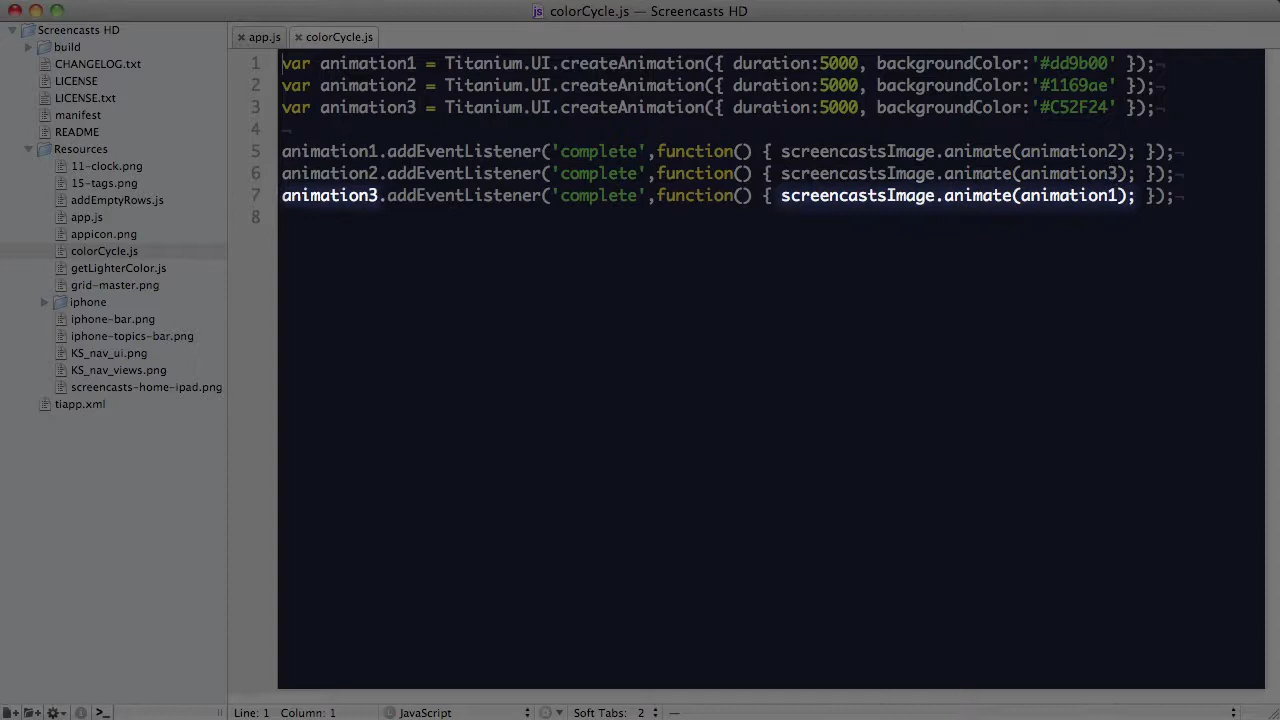 colorCycle.js — Screencasts HD
Screencasts HD
build
CHANGELOG.txt
LICENSE
LICENSE.txt
manifest
README
Resources
11-clock.png
15-tags.png
addEmptyRows.js
app.js
appicon.png
colorCycle.js
getLighterColor.js
grid-master.png
iphone
iphone-bar.png
iphone-topics-bar.png
KS_nav_ui.png
KS_nav_views.png
screencasts-home-ipad.png
tiapp.xml
app.js
colorCycle.js
1 var animation1 = Titanium.UI.createAnimation({ duration:5000, backgroundColor:'#dd9b00' });
2 var animation2 = Titanium.UI.createAnimation({ duration:5000, backgroundColor:'#1169ae' });
3 var animation3 = Titanium.UI.createAnimation({ duration:5000, backgroundColor:'#C52F24' });
4
5 animation1.addEventListener('complete',function() { screencastsImage.animate(animation2); });
6 animation2.addEventListener('complete',function() { screencastsImage.animate(animation3); });
7 animation3.addEventListener('complete',function() { screencastsImage.animate(animation1); });
8
Line: 1 Column: 1 JavaScript Soft Tabs: 2 —